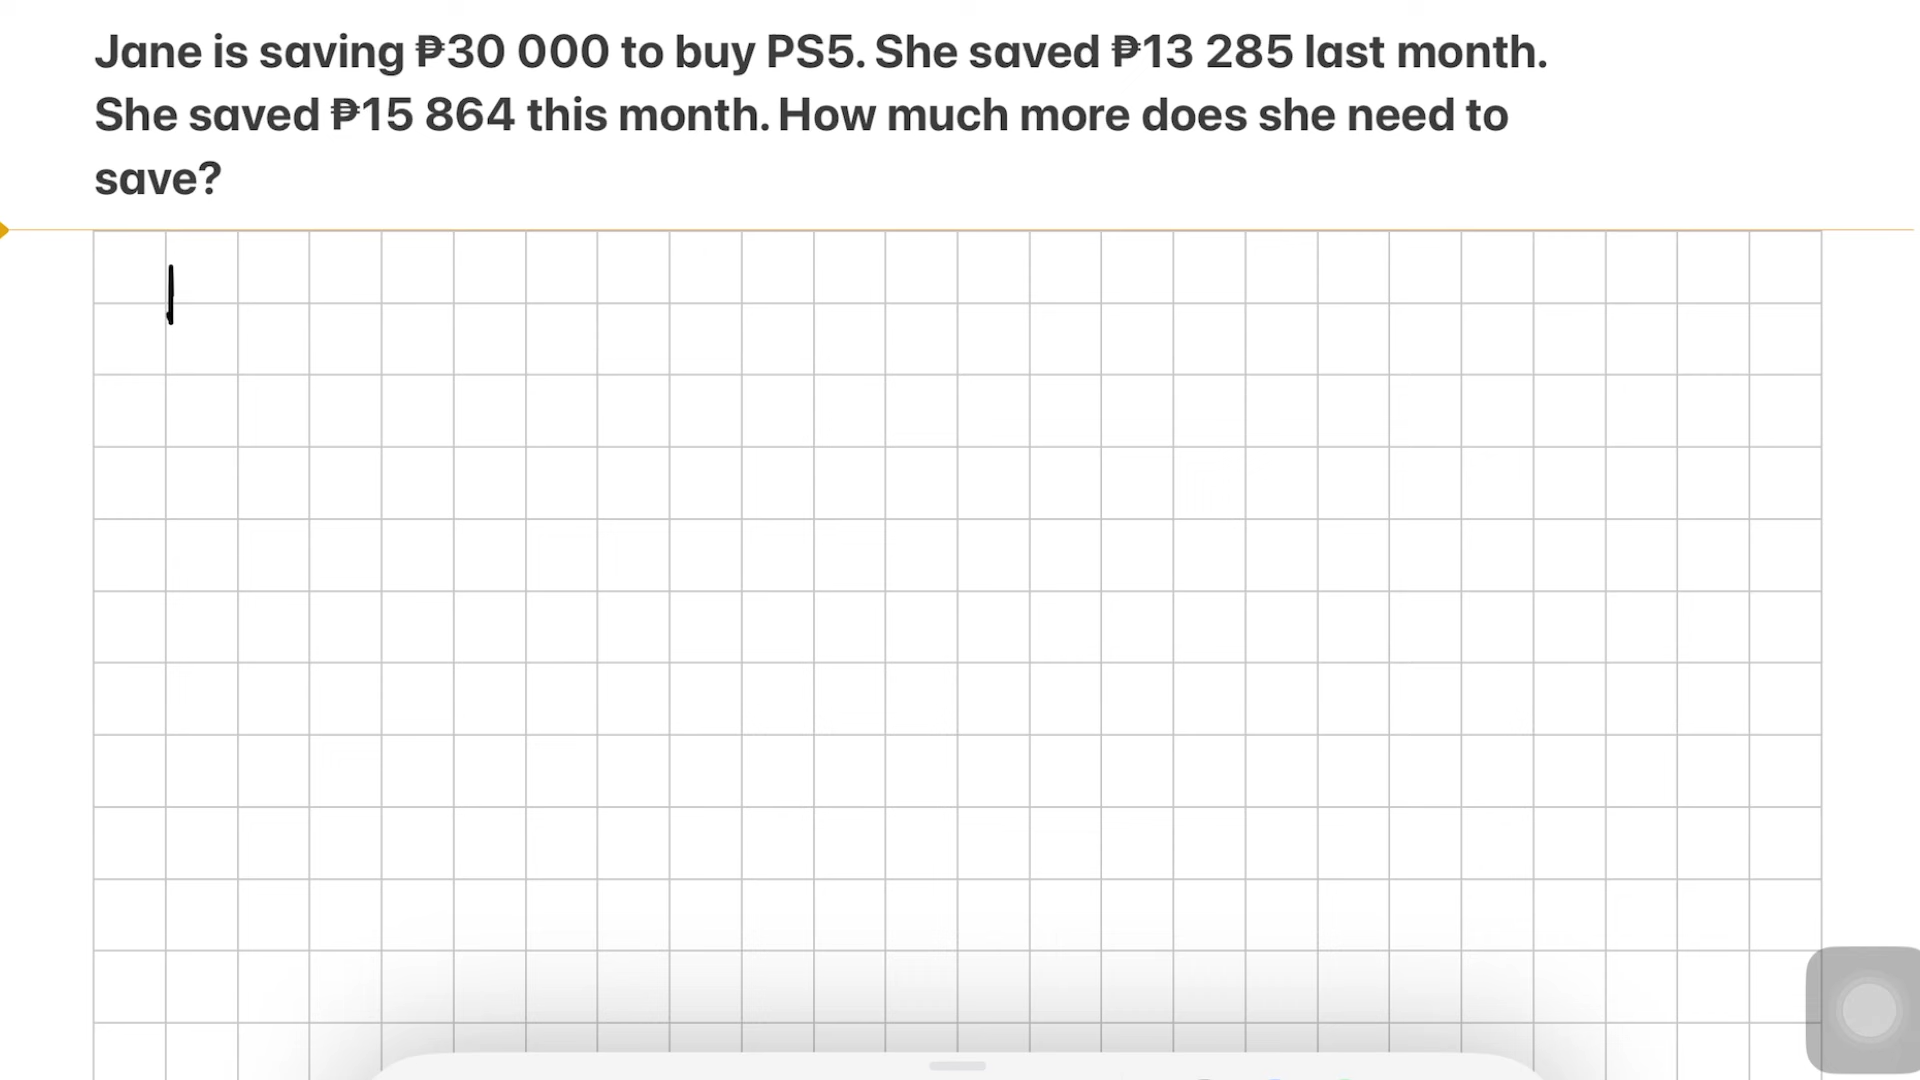 Jane is saving ₱30 000 to buy PS5. She saved ₱13 285 last month.
She saved ₱15 864 this month. How much more does she need to
save?